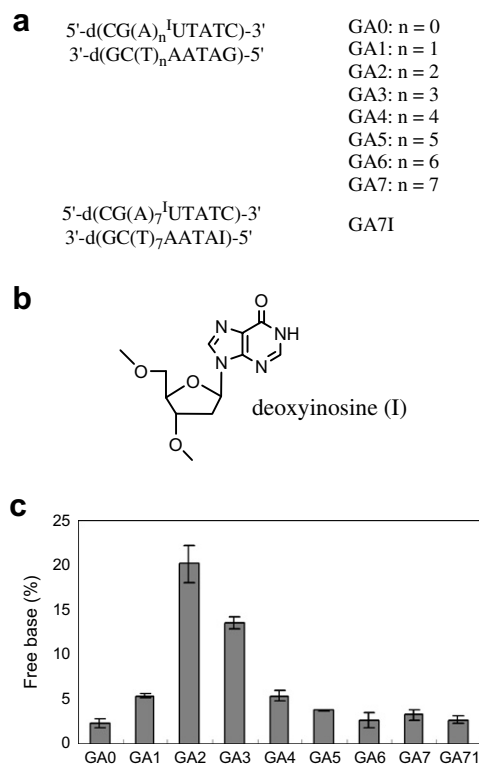 a
5'-d(CG(A)nIUTATC)-3'
3'-d(GC(T)nAATAG)-5'
GA0: n = 0
GA1: n = 1
GA2: n = 2
GA3: n = 3
GA4: n = 4
GA5: n = 5
GA6: n = 6
GA7: n = 7
5'-d(CG(A)7IUTATC)-3'
3'-d(GC(T)7AATAI)-5'
GA7I
b
O
N
NH
N
N
O
O
O
deoxyinosine (I)
c
Free base (%)
25
20
15
10
5
0
GA0 GA1 GA2 GA3 GA4 GA5 GA6 GA7 GA71